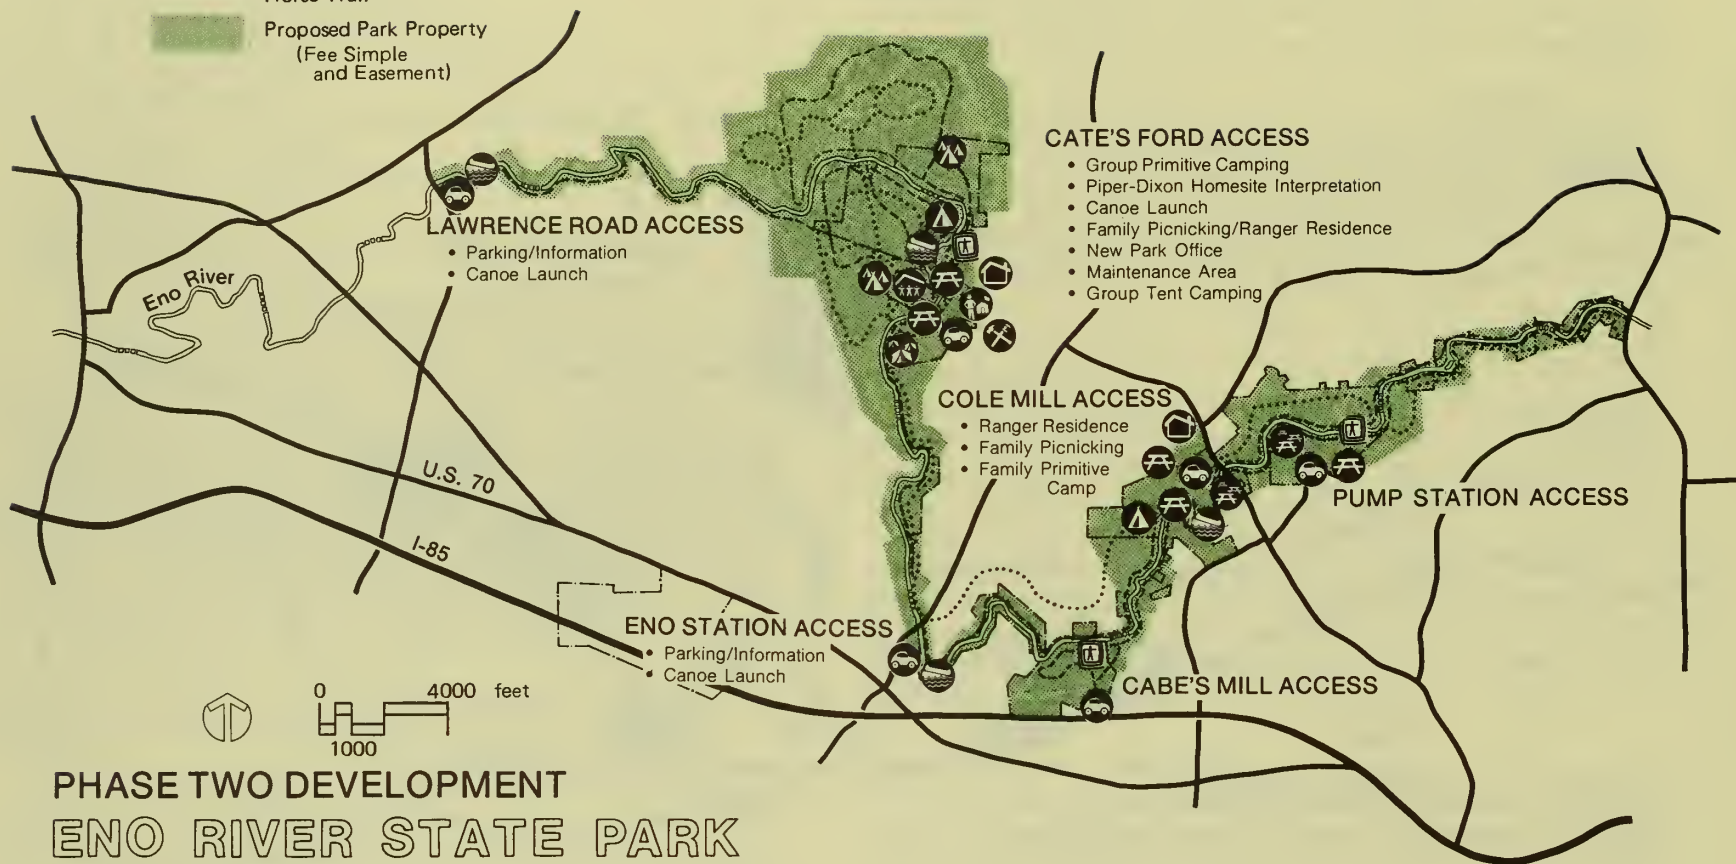 Proposed Park Property
(Fee Simple
and Easement)
CATE'S FORD ACCESS
• Group Primitive Camping
• Piper-Dixon Homesite Interpretation
• Canoe Launch
• Family Picnicking/Ranger Residence
• New Park Office
• Maintenance Area
• Group Tent Camping
LAWRENCE ROAD ACCESS
• Parking/Information
• Canoe Launch
Eno River
COLE MILL ACCESS
• Ranger Residence
• Family Picnicking
• Family Primitive
Camp
U.S. 70
PUMP STATION ACCESS
I-85
ENO STATION ACCESS
• Parking/Information
• Canoe Launch
CABE'S MILL ACCESS
0 4000 feet
1000
PHASE TWO DEVELOPMENT
ENO RIVER STATE PARK